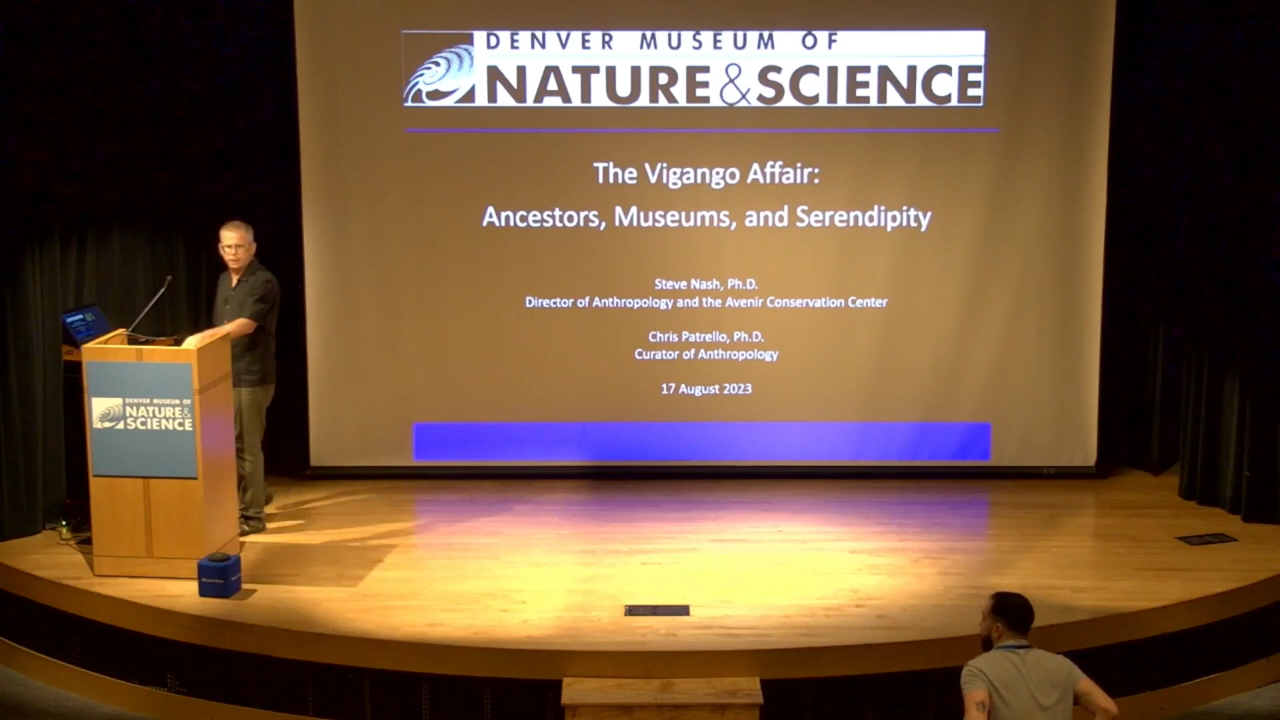 DENVER MUSEUM OF
NATURE & SCIENCE
The Vigango Affair:
Ancestors, Museums, and Serendipity
Steve Nash, Ph.D.
Director of Anthropology and the Avenir Conservation Center
Chris Patrello, Ph.D.
Curator of Anthropology
17 August 2023
DENVER MUSEUM OF
NATURE &
SCIENCE